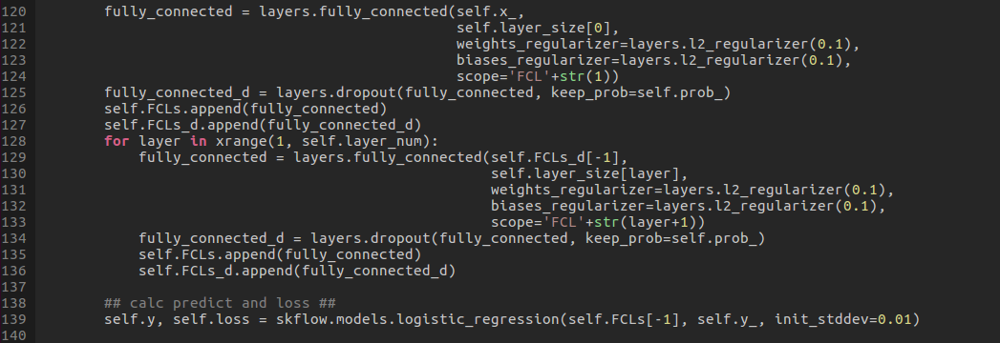 120 fully_connected = layers.fully_connected(self.x_,
121 self.layer_size[0],
122 weights_regularizer=layers.l2_regularizer(0.1),
123 biases_regularizer=layers.l2_regularizer(0.1),
124 scope='FCL'+str(1))
125 fully_connected_d = layers.dropout(fully_connected, keep_prob=self.prob_)
126 self.FCLs.append(fully_connected)
127 self.FCLs_d.append(fully_connected_d)
128 for layer in xrange(1, self.layer_num):
129 fully_connected = layers.fully_connected(self.FCLs_d[-1],
130 self.layer_size[layer],
131 weights_regularizer=layers.l2_regularizer(0.1),
132 biases_regularizer=layers.l2_regularizer(0.1),
133 scope='FCL'+str(layer+1))
134 fully_connected_d = layers.dropout(fully_connected, keep_prob=self.prob_)
135 self.FCLs.append(fully_connected)
136 self.FCLs_d.append(fully_connected_d)
137
138 ## calc predict and loss ##
139 self.y, self.loss = skflow.models.logistic_regression(self.FCLs[-1], self.y_, init_stddev=0.01)
140